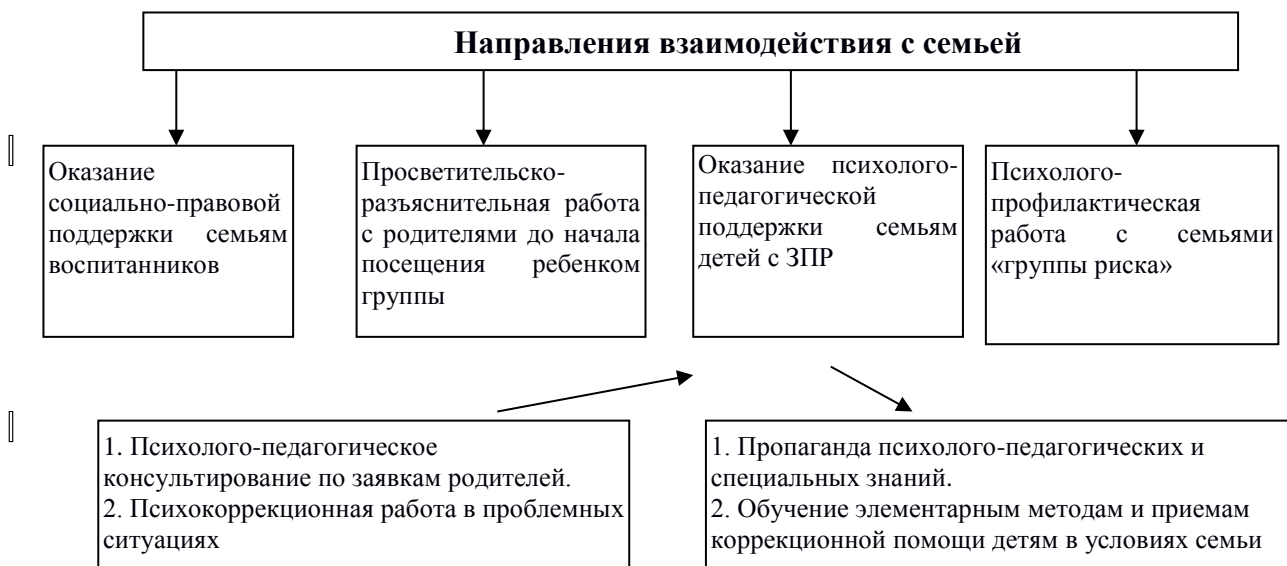 Направления взаимодействия с семьей
Оказание
социально-правовой
поддержки семьям
воспитанников
Просветительско-
разъяснительная работа
с родителями до начала
посещения ребенком
группы
Оказание психолого-
педагогической
поддержки семьям
детей с ЗПР
Психолого-
профилактическая
работа с семьями
«группы риска»
1. Психолого-педагогическое
консультирование по заявкам родителей.
2. Психокоррекционная работа в проблемных
ситуациях
1. Пропаганда психолого-педагогических и
специальных знаний.
2. Обучение элементарным методам и приемам
коррекционной помощи детям в условиях семьи